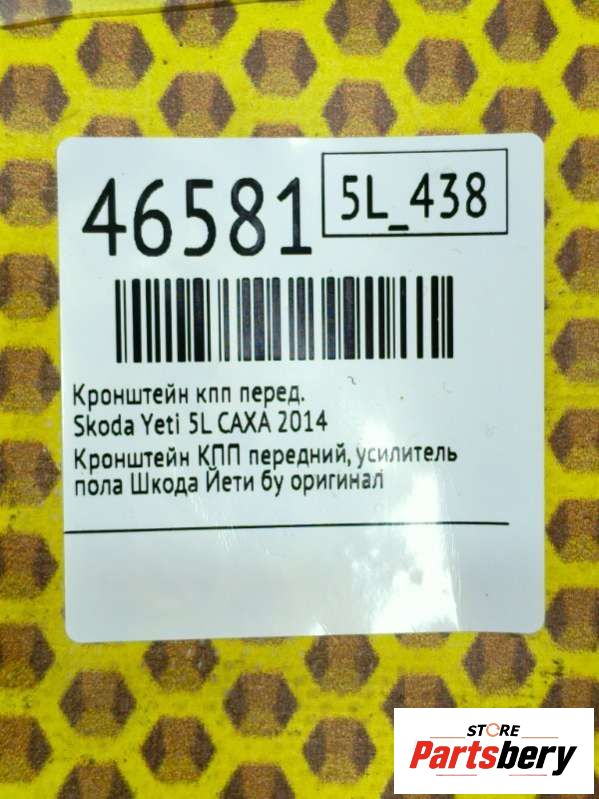 46581
5L_438
Кронштейн кпп перед.
Skoda Yeti 5L CAXA 2014
Кронштейн КПП передний, усилитель
пола Шкода Йети бу оригинал
STORE
Partsbery